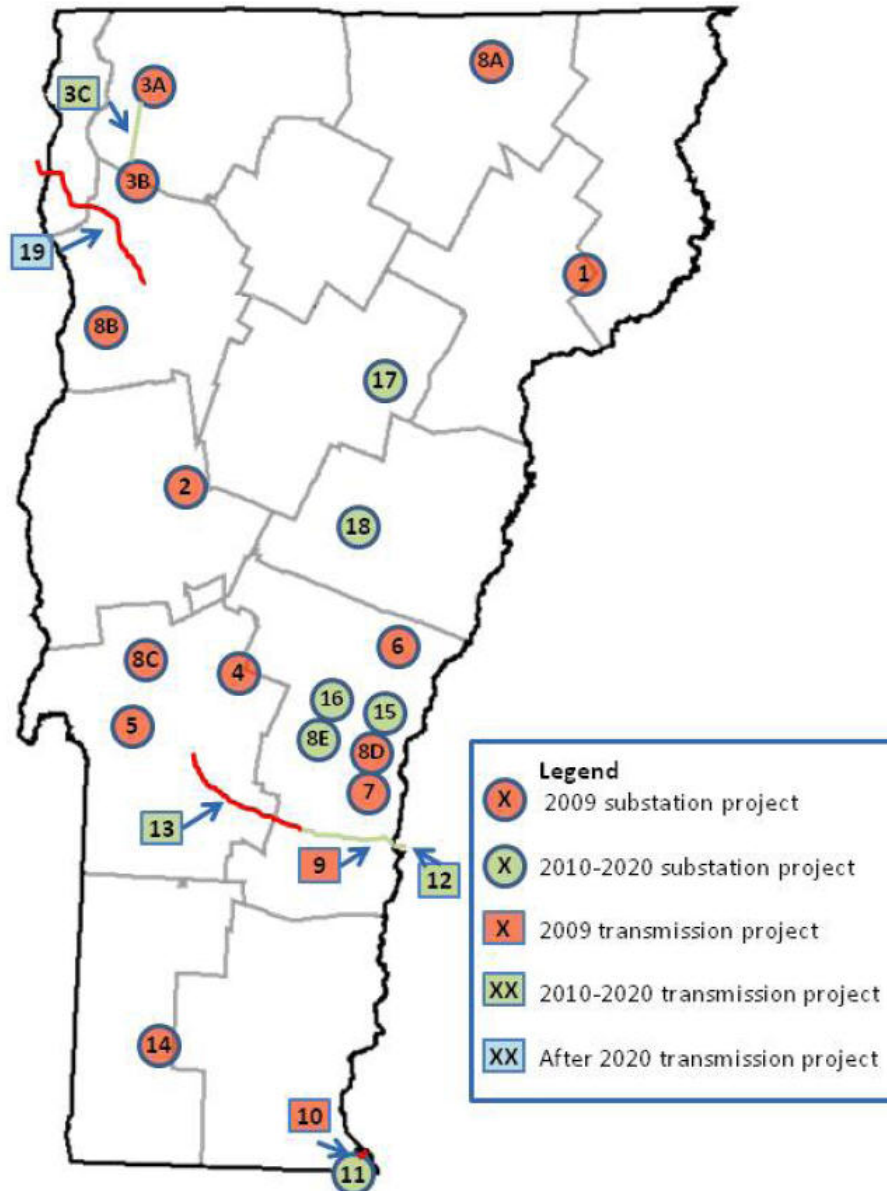 8A
3A
3C
3B
19
1
8B
17
2
18
6
8C
4
16
15
5
8E
8D
7
13
9
12
14
10
11
Legend
X 2009 substation project
X 2010-2020 substation project
X 2009 transmission project
XX 2010-2020 transmission project
XX After 2020 transmission project